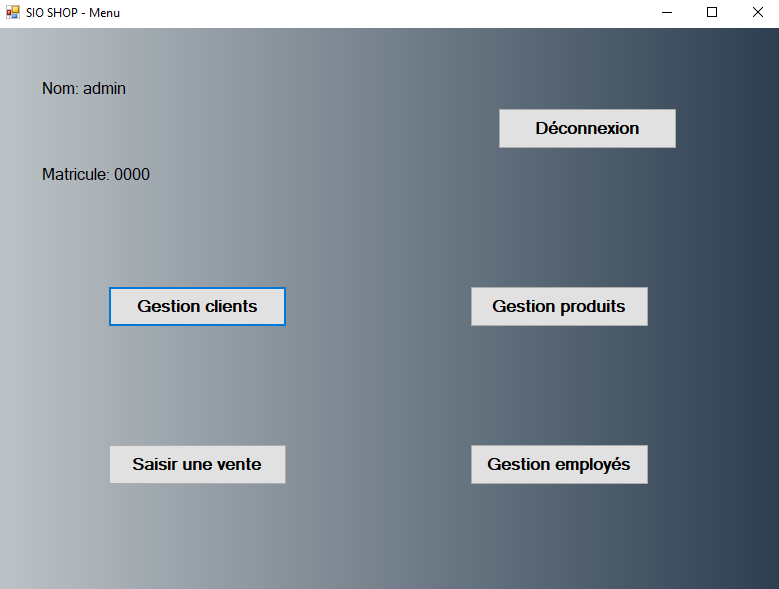 SIO SHOP - Menu
Nom: admin
Déconnexion
Matricule: 0000
Gestion clients
Gestion produits
Saisir une vente
Gestion employés